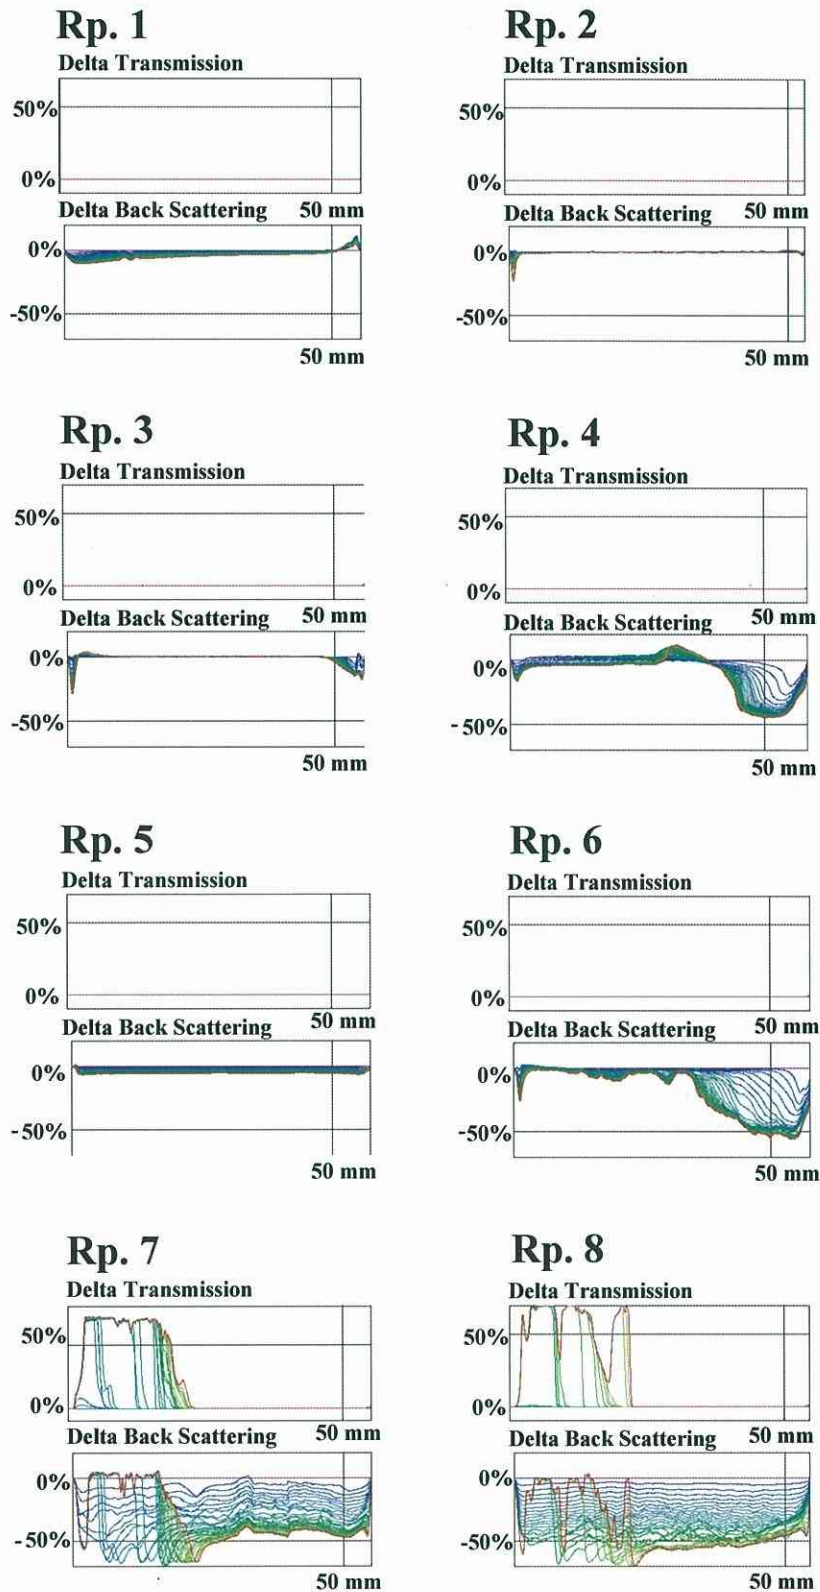 Rp. 1
Delta Transmission
50%
0%
Delta Back Scattering 50 mm
0%
-50%
50 mm
Rp. 2
Delta Transmission
50%
0%
Delta Back Scattering 50 mm
0%
-50%
50 mm
Rp. 3
Delta Transmission
50%
0%
Delta Back Scattering 50 mm
0%
-50%
50 mm
Rp. 4
Delta Transmission
50%
0%
Delta Back Scattering 50 mm
0%
-50%
50 mm
Rp. 5
Delta Transmission
50%
0%
Delta Back Scattering 50 mm
0%
-50%
50 mm
Rp. 6
Delta Transmission
50%
0%
Delta Back Scattering 50 mm
0%
-50%
50 mm
Rp. 7
Delta Transmission
50%
0%
Delta Back Scattering 50 mm
0%
-50%
50 mm
Rp. 8
Delta Transmission
50%
0%
Delta Back Scattering 50 mm
0%
-50%
50 mm